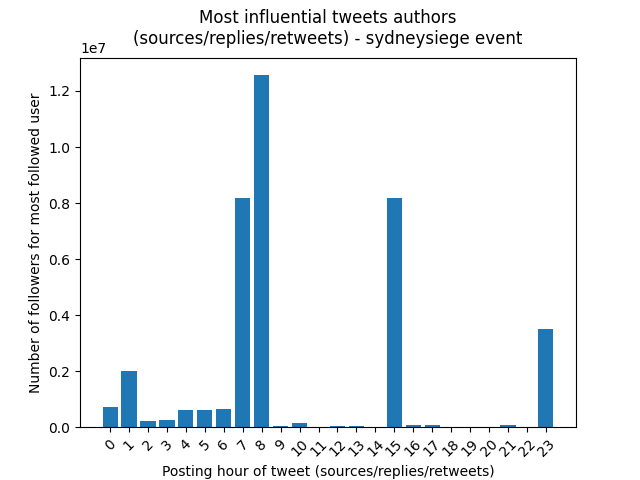 Most influential tweets authors
(sources/replies/retweets) - sydneysiege event
1e7
Number of followers for most followed user
1.2
1.0
0.8
0.6
0.4
0.2
0.0
0 1 2 3 4 5 6 7 8 9 10 11 12 13 14 15 16 17 18 19 20 21 22 23
Posting hour of tweet (sources/replies/retweets)